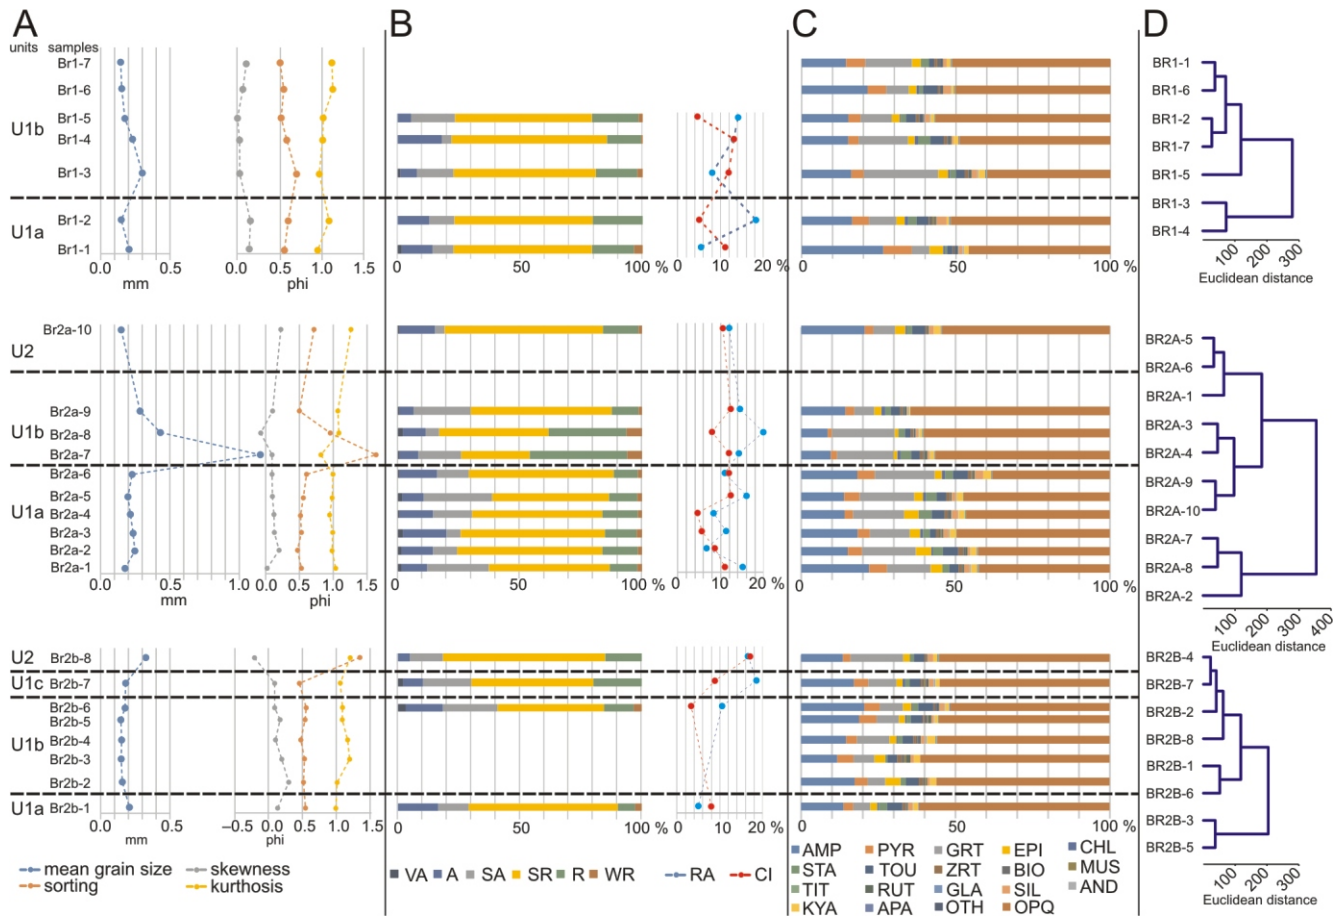 A
B
C
D
units samples
Br1-7
Br1-6
Br1-5
U1b
Br1-4
Br1-3
Br1-2
U1a
Br1-1
0.0 0.5
mm
0.0 0.5 1.0 1.5
phi
0 50 100 %
0 10 20 %
0 50 100 %
BR1-1
BR1-6
BR1-2
BR1-7
BR1-5
BR1-3
BR1-4
100 200 300
Euclidean distance
Br2a-10
U2
Br2a-9
U1b
Br2a-8
Br2a-7
Br2a-6
Br2a-5
U1a
Br2a-4
Br2a-3
Br2a-2
Br2a-1
0.0 0.5 1.0
mm
0.0 0.5 1.0 1.5
phi
0 50 100 %
0 10 20 %
0 50 100 %
BR2A-5
BR2A-6
BR2A-1
BR2A-3
BR2A-4
BR2A-9
BR2A-10
BR2A-7
BR2A-8
BR2A-2
100 200 300 400
Euclidean distance
U2 Br2b-8
U1c Br2b-7
Br2b-6
Br2b-5
U1b
Br2b-4
Br2b-3
Br2b-2
U1a Br2b-1
0.0 0.5
mm
−0.5 0.0 0.5 1.0 1.5
phi
0 50 100 %
0 10 20 %
0 50 100 %
BR2B-4
BR2B-7
BR2B-2
BR2B-8
BR2B-1
BR2B-6
BR2B-3
BR2B-5
100 200 300
Euclidean distance
mean grain size skewness
sorting kurthosis
VA A SA SR R WR RA CI
AMP PYR GRT EPI CHL
STA TOU ZRT BIO MUS
TIT RUT GLA SIL AND
KYA APA OTH OPQ